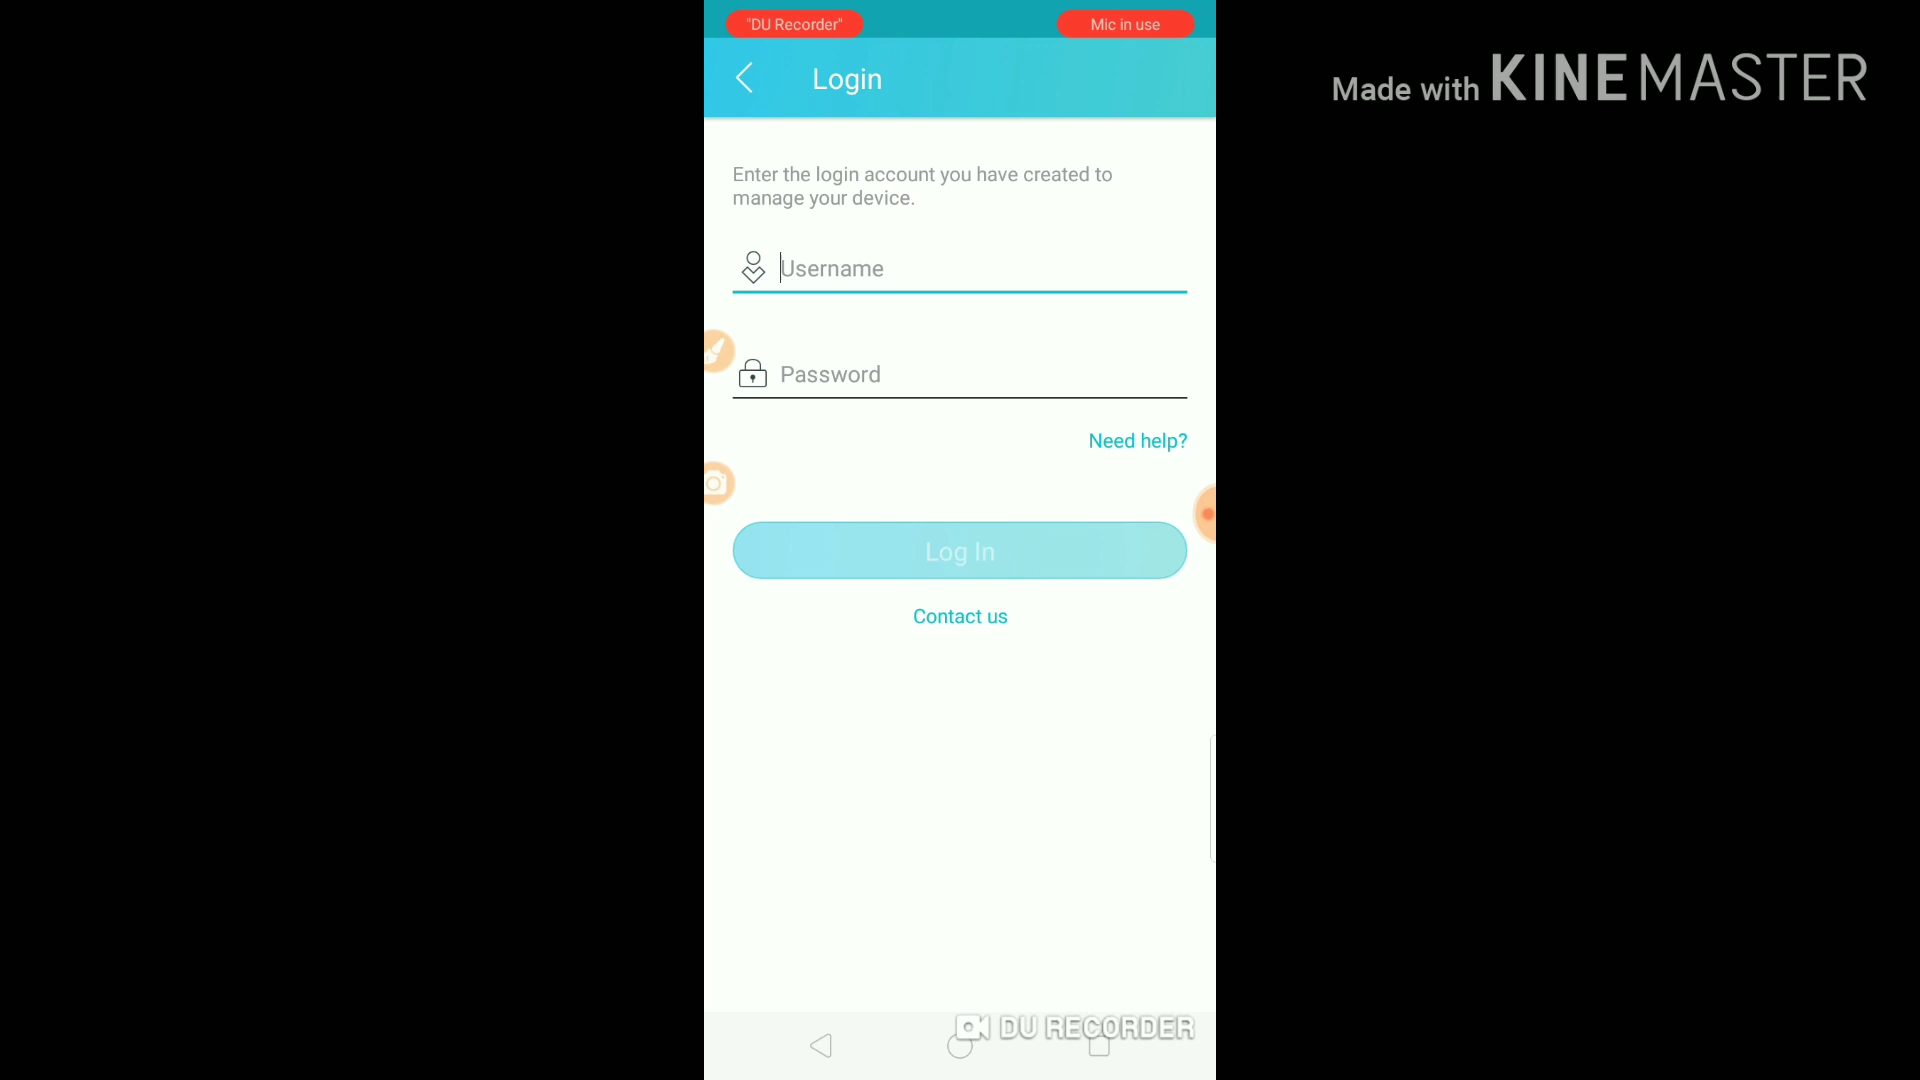 "DU Recorder"
Mic in use
Made with KINEMASTER
Login
Enter the login account you have created to
manage your device.
Username
Password
Need help?
Log In
Contact us
DU RECORDER